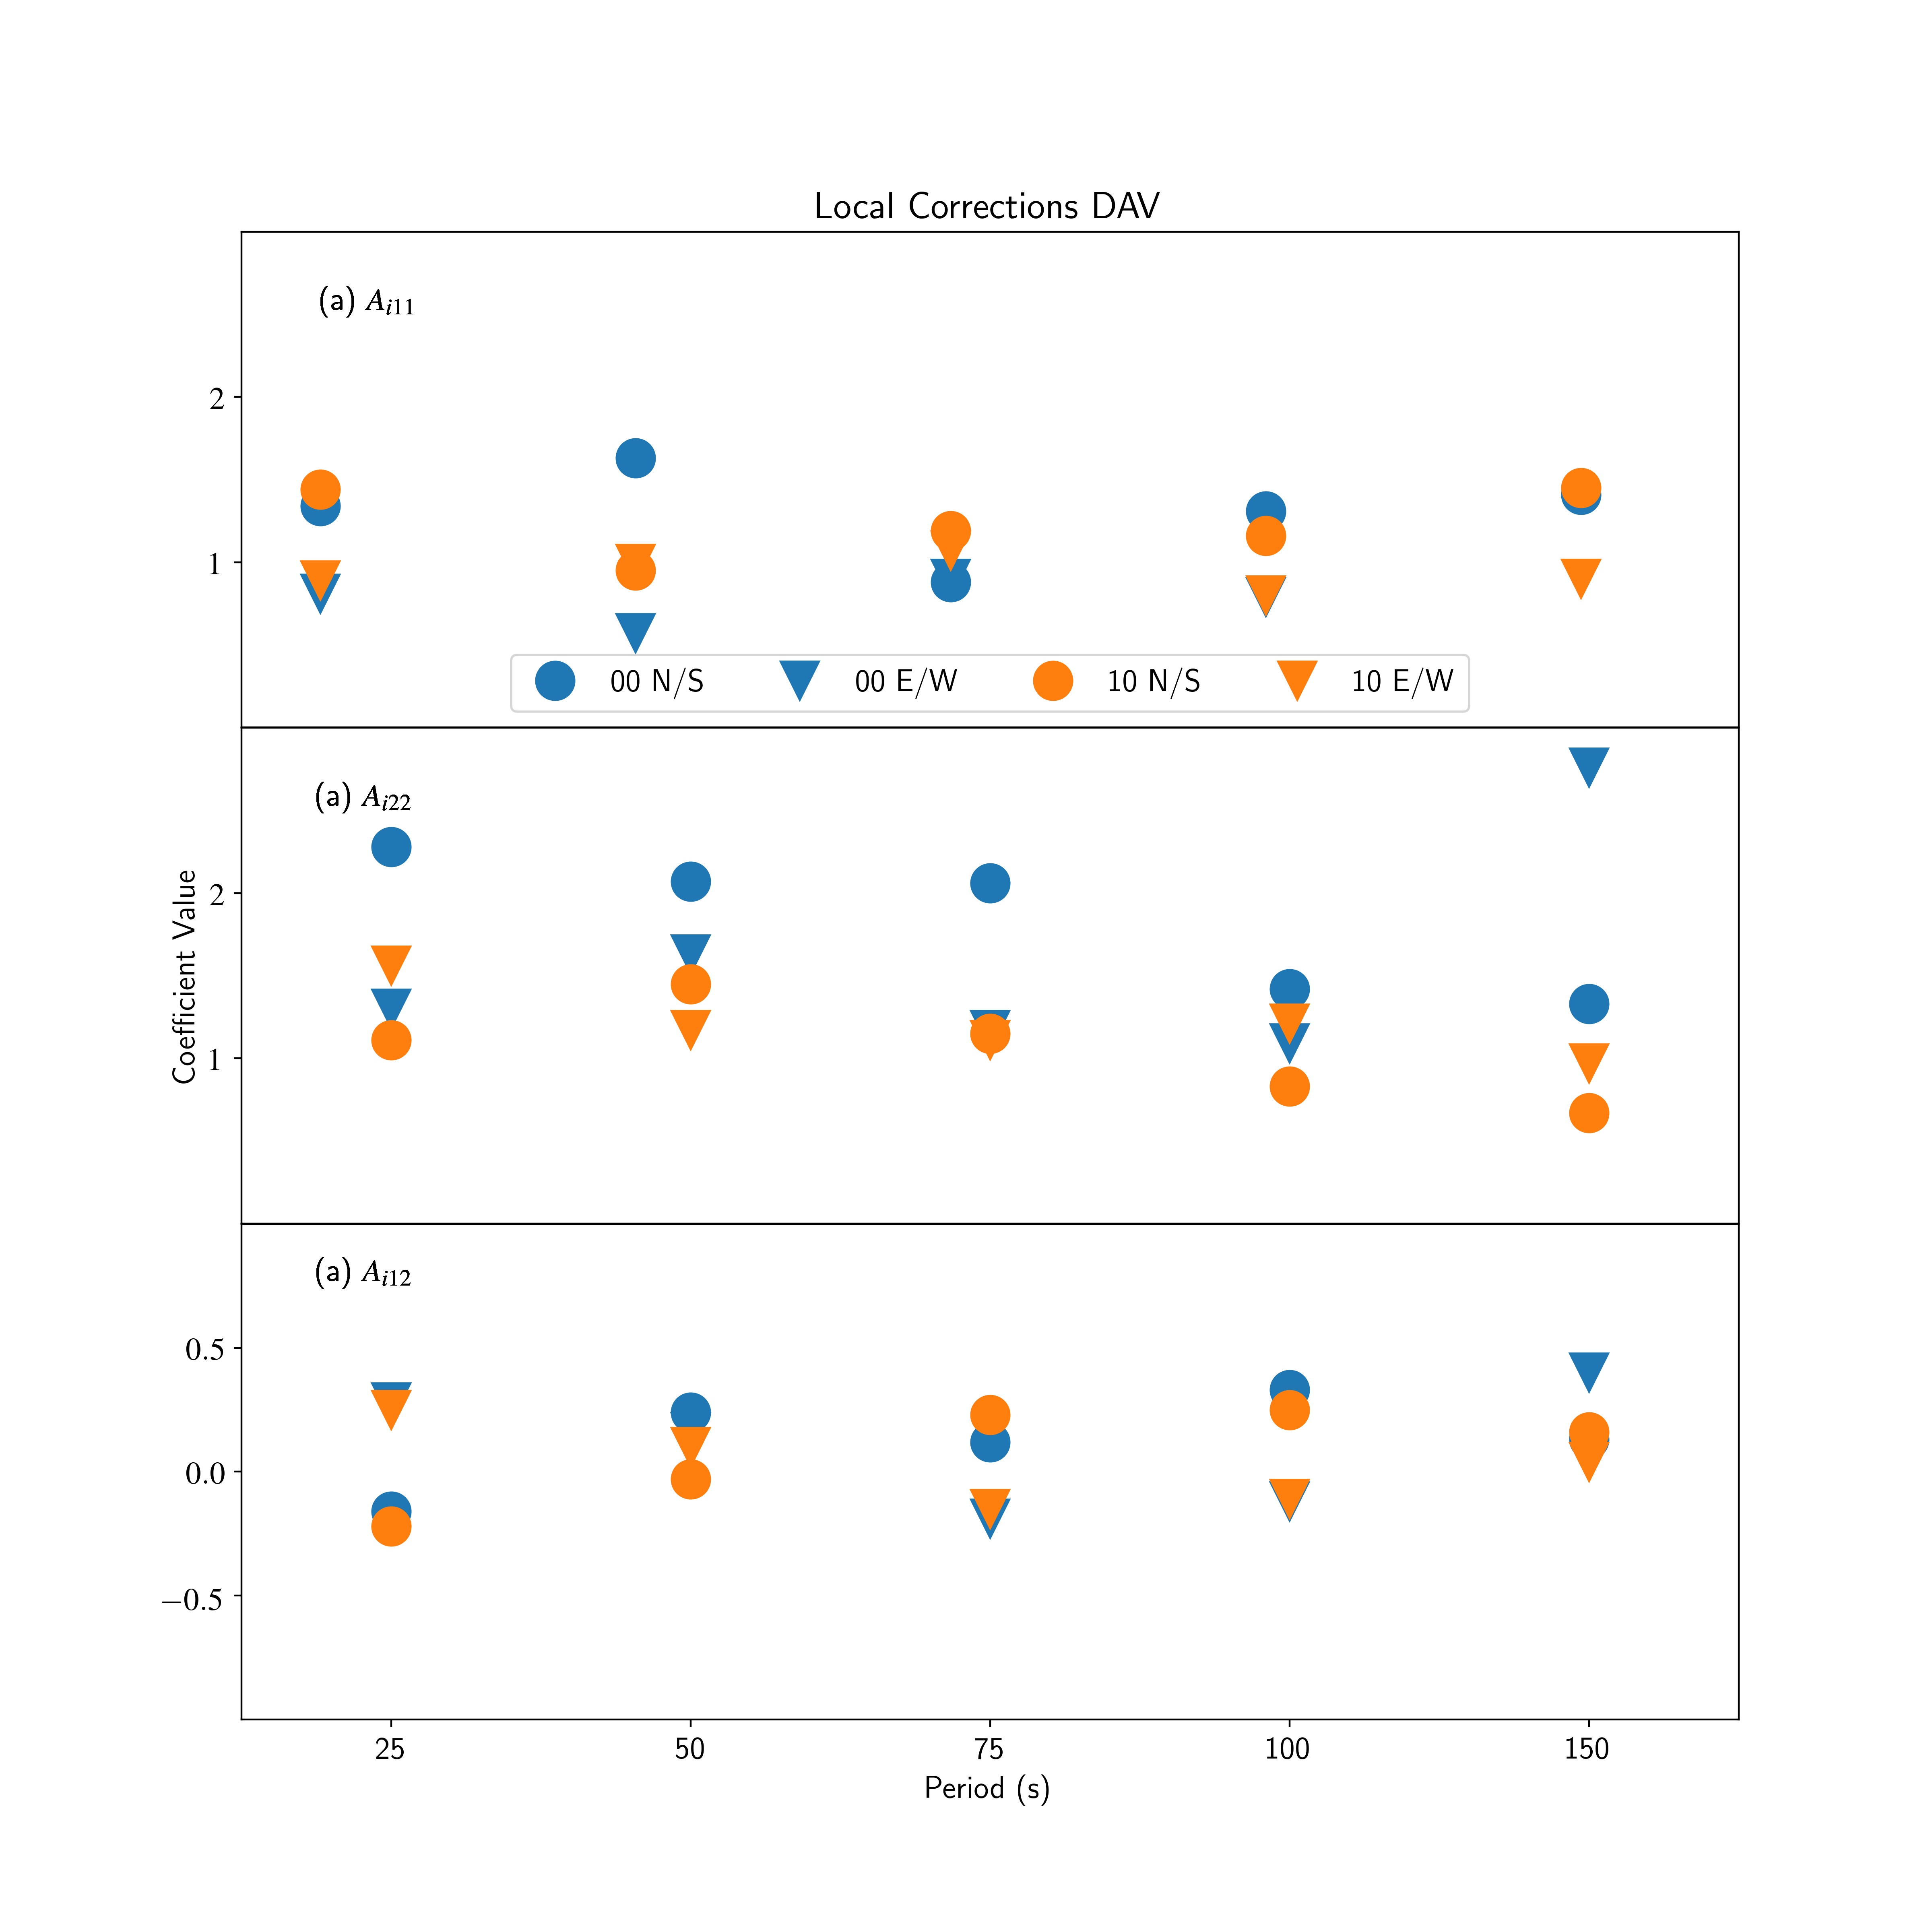 Local Corrections DAV
(a) A_{i11}
2
1
00 N/S 00 E/W 10 N/S 10 E/W
(a) A_{i22}
2
1
Coefficient Value
(a) A_{i12}
0.5
0.0
−0.5
25 50 75 100 150
Period (s)